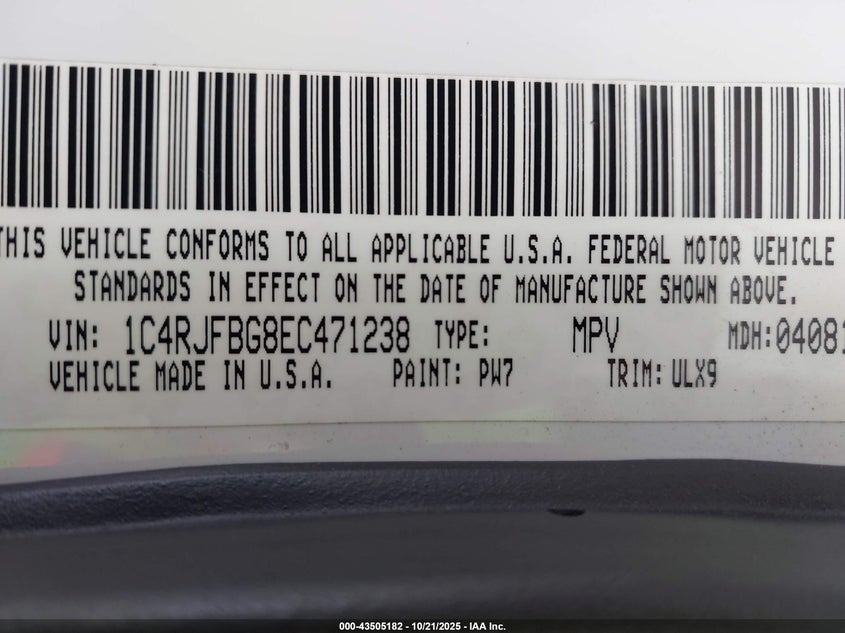 THIS VEHICLE CONFORMS TO ALL APPLICABLE U.S.A. FEDERAL MOTOR VEHICLE
STANDARDS IN EFFECT ON THE DATE OF MANUFACTURE SHOWN ABOVE.
VIN: 1C4RJFBG8EC471238 TYPE: MPV MDH:04081
VEHICLE MADE IN U.S.A. PAINT: PW7 TRIM: ULX9
000-43505182 - 10/21/2025 - IAA Inc.